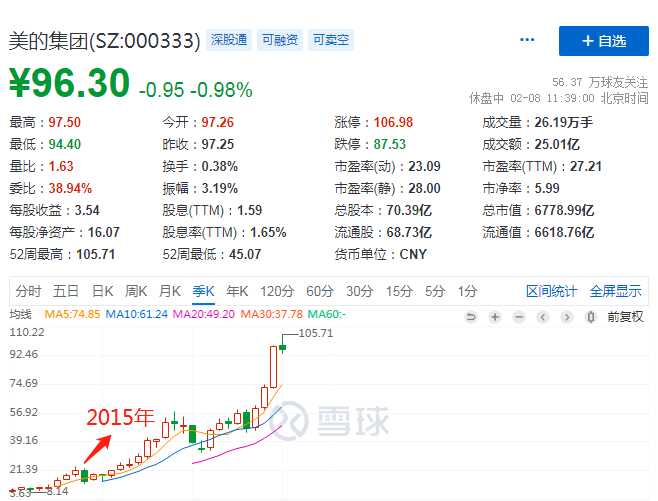 美的集团(SZ:000333) 深股通 可融资 可卖空 ··· + 自选
¥96.30 -0.95 -0.98%
56.37 万球友关注
休盘中 02-08 11:39:00 北京时间
最高：97.50 今开：97.26 涨停：106.98 成交量：26.19万手
最低：94.40 昨收：97.25 跌停：87.53 成交额：25.01亿
量比：1.63 换手：0.38% 市盈率(动)：23.09 市盈率(TTM)：27.21
委比：38.94% 振幅：3.19% 市盈率(静)：28.00 市净率：5.99
每股收益：3.54 股息(TTM)：1.59 总股本：70.39亿 总市值：6778.99亿
每股净资产：16.07 股息率(TTM)：1.65% 流通股：68.73亿 流通值：6618.76亿
52周最高：105.71 52周最低：45.07 货币单位：CNY
分时 五日 日K 周K 月K 季K 年K 120分 60分 30分 15分 5分 1分 区间统计 全屏显示
均线 MA5:74.85 MA10:61.24 MA20:49.20 MA30:37.78 MA60:- 前复权
110.22
105.71
92.46
74.69
56.92
2015年
雪球
39.16
21.39
3.63
8.14